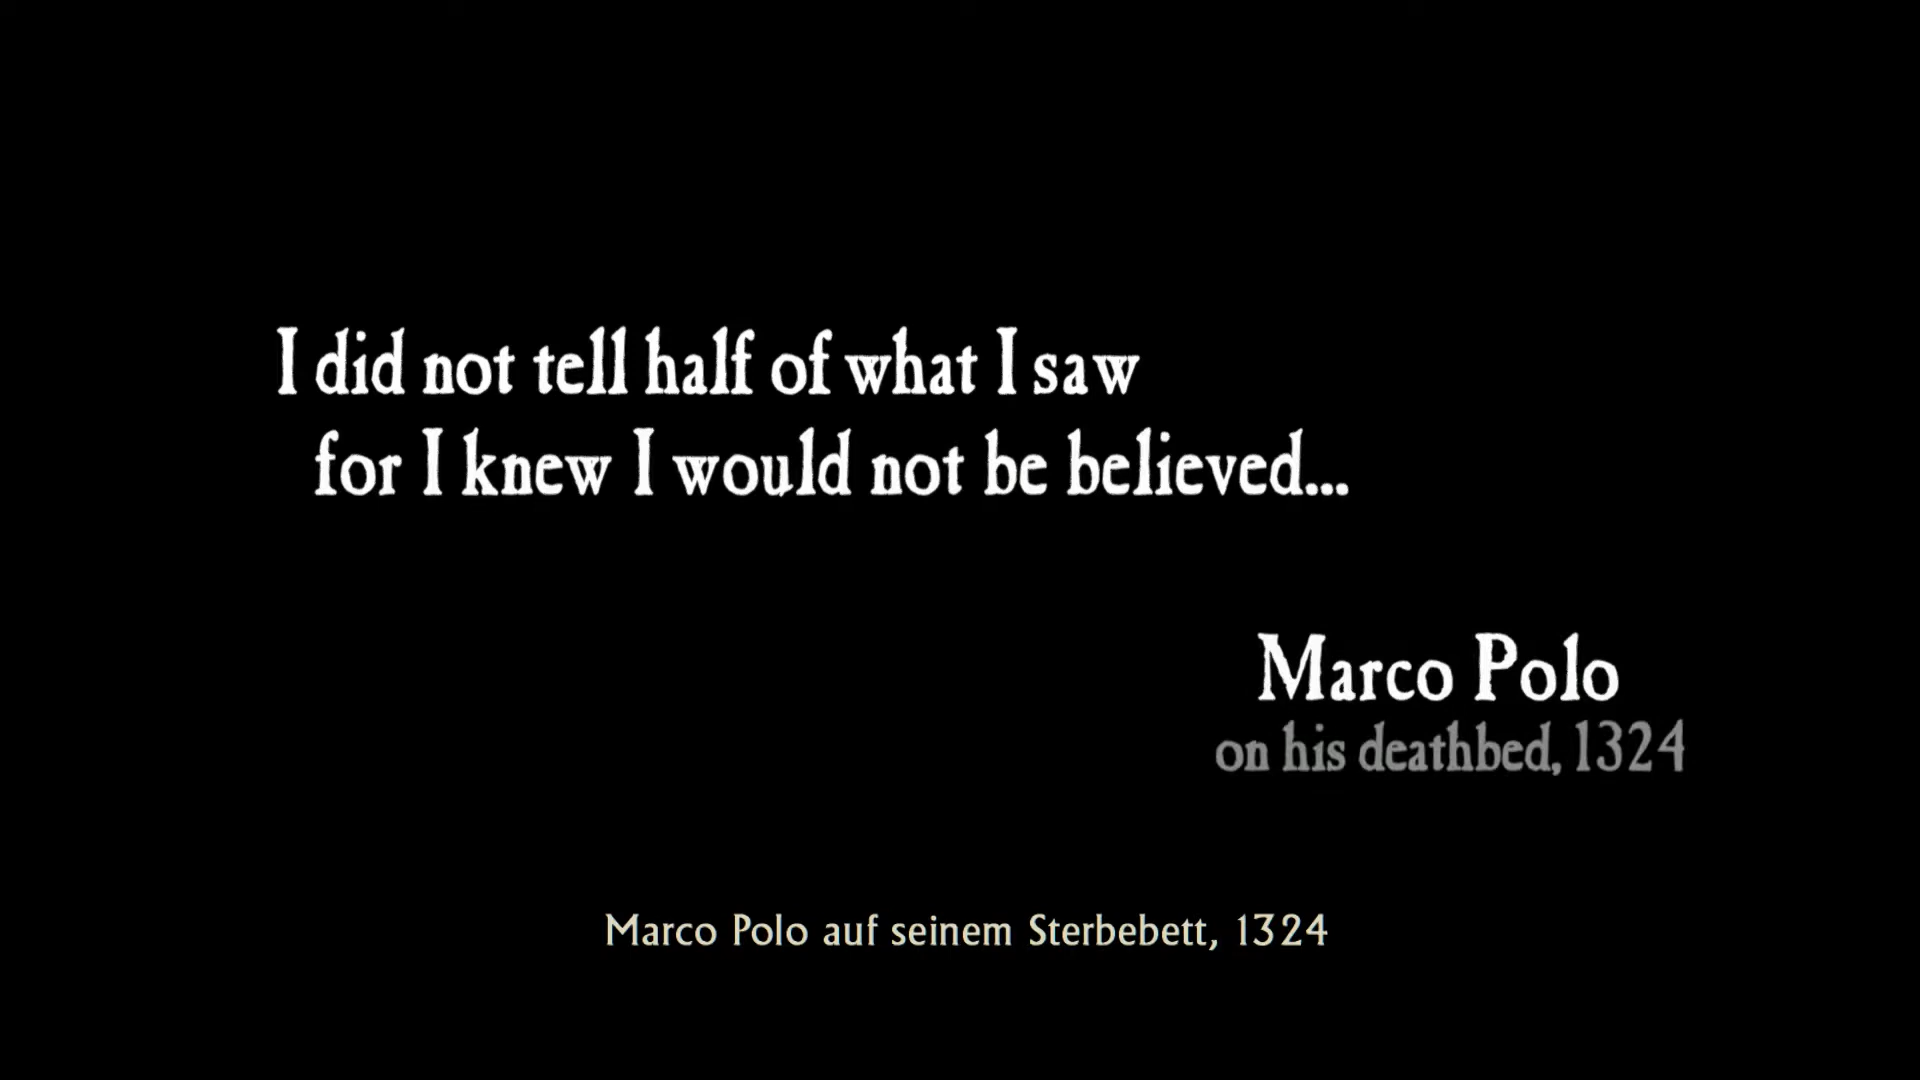 I did not tell half of what I saw
for I knew I would not be believed...
Marco Polo
on his deathbed, 1324
Marco Polo auf seinem Sterbebett, 1324